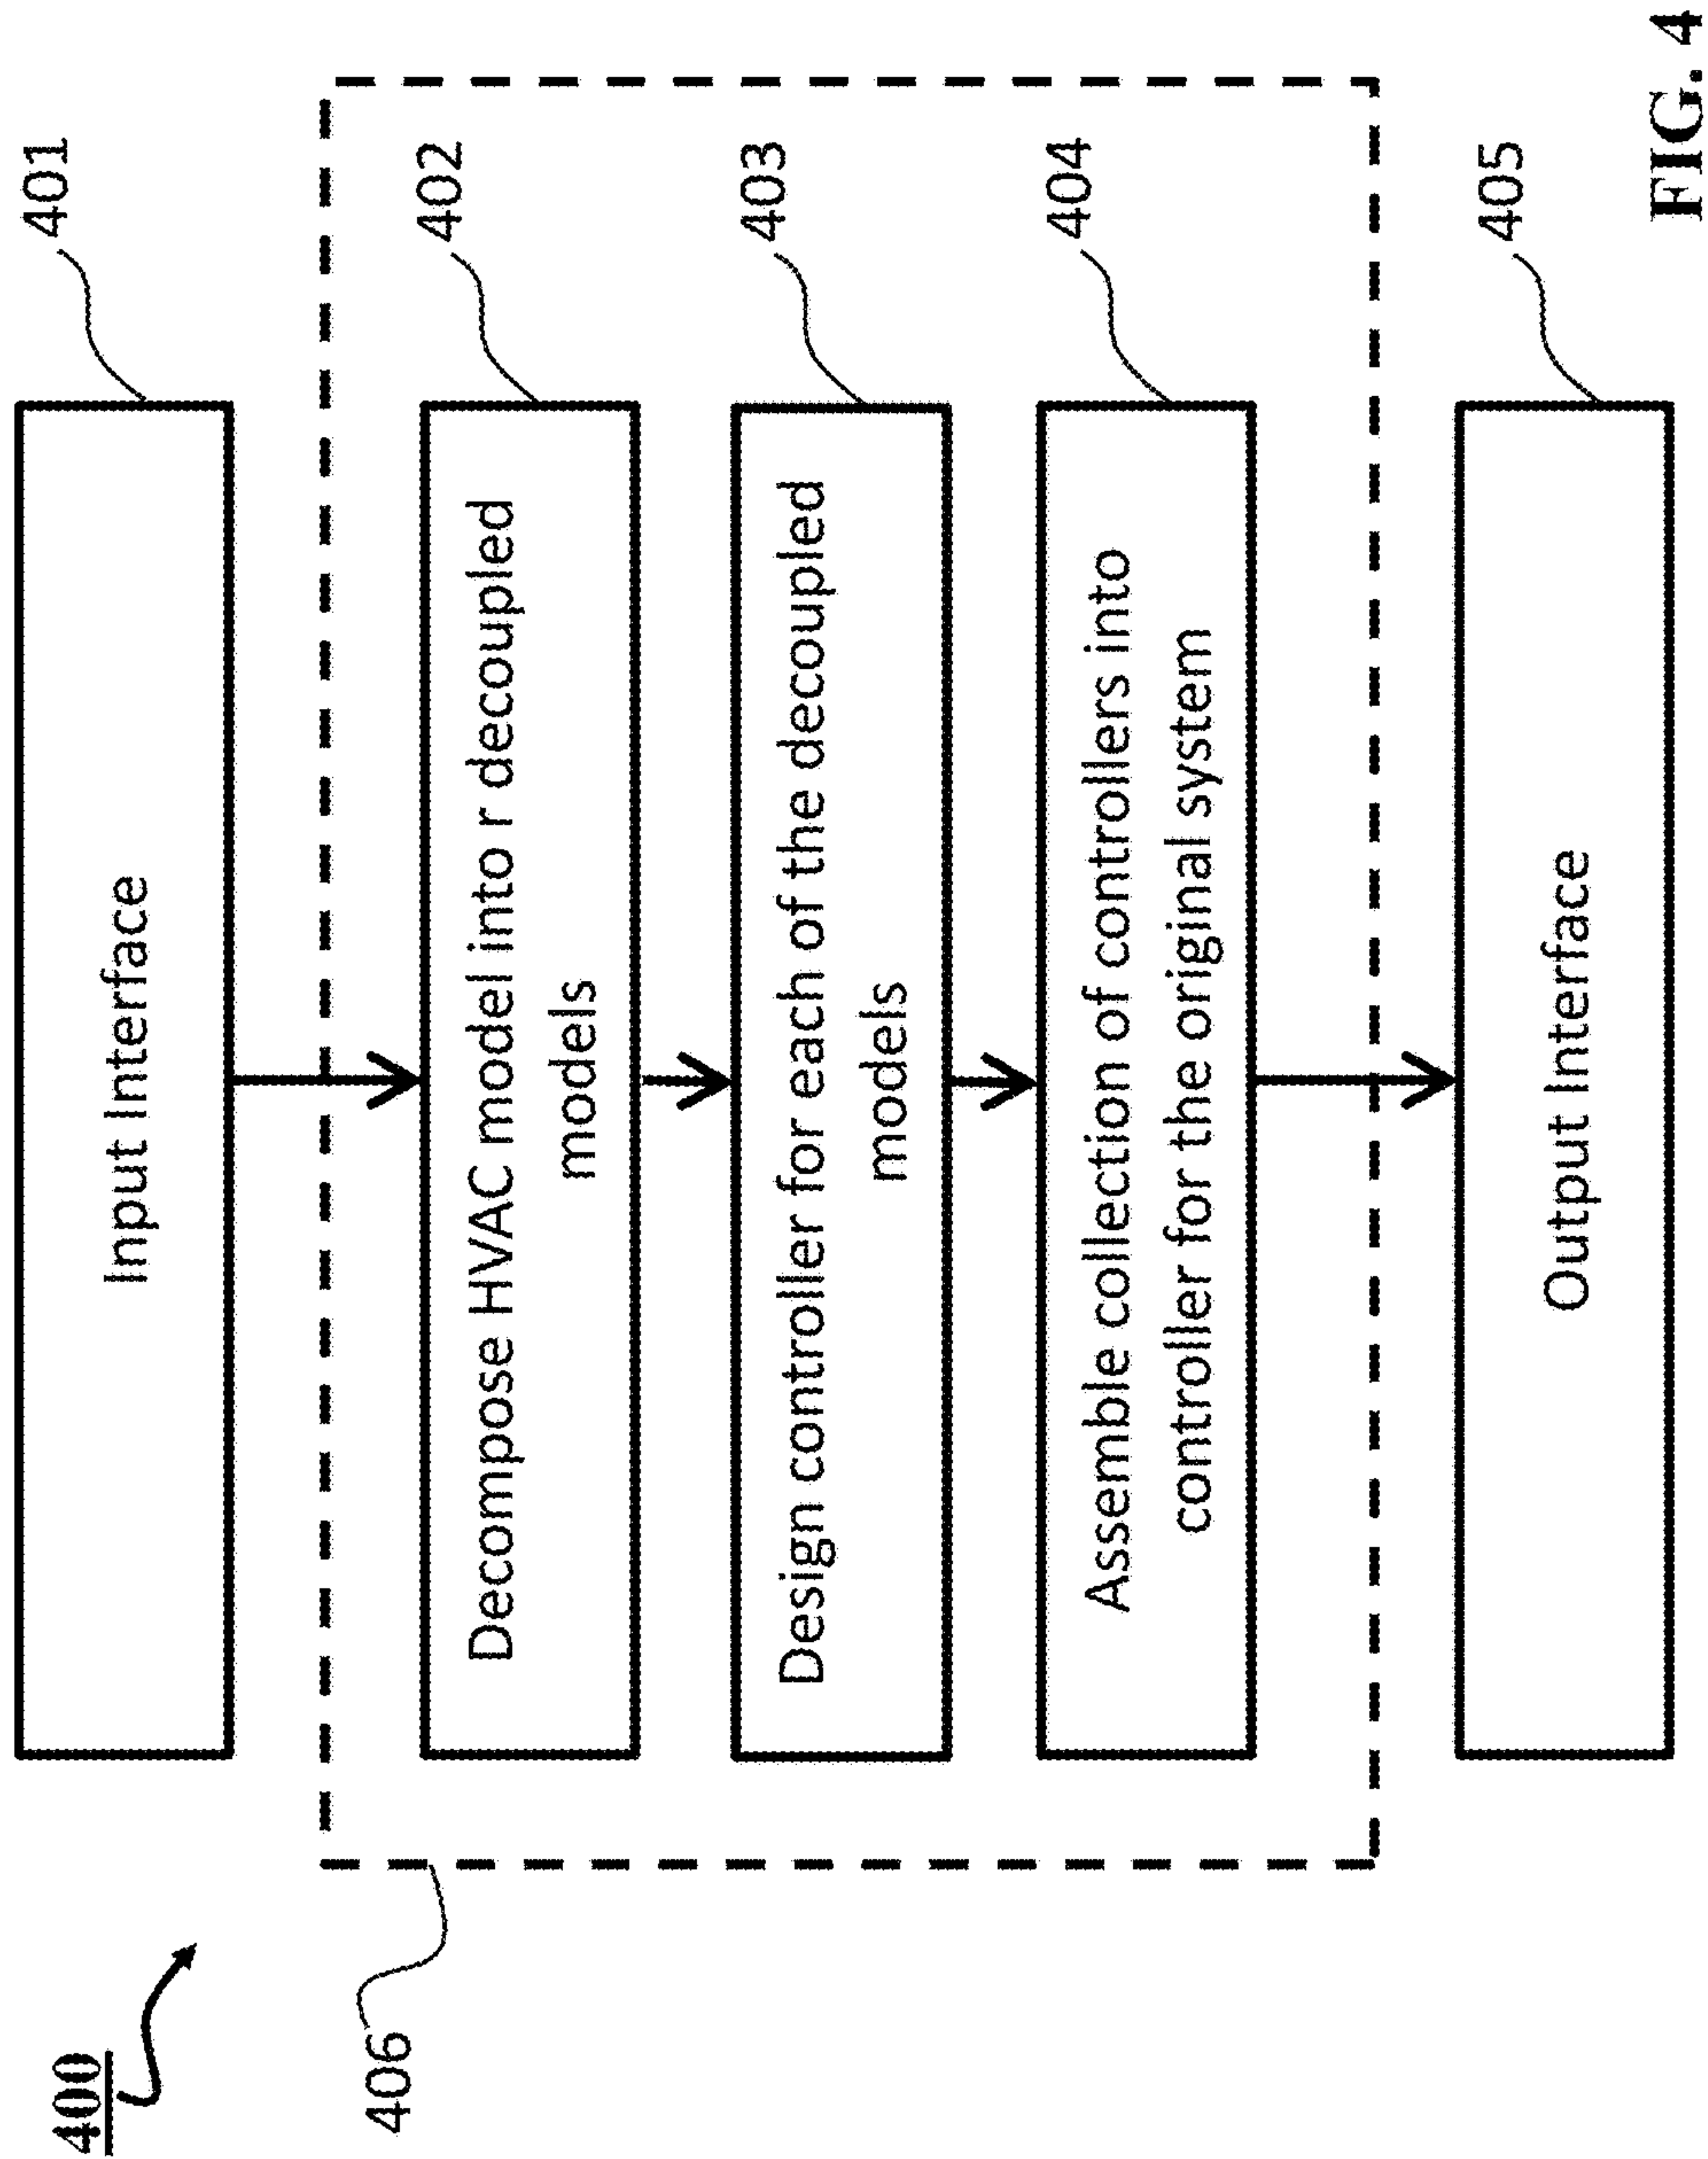 400
401
Input Interface
406
402
Decompose HVAC model into r decoupled
models
403
Design controller for each of the decoupled
models
404
Assemble collection of controllers into
controller for the original system
405
Output Interface
FIG. 4